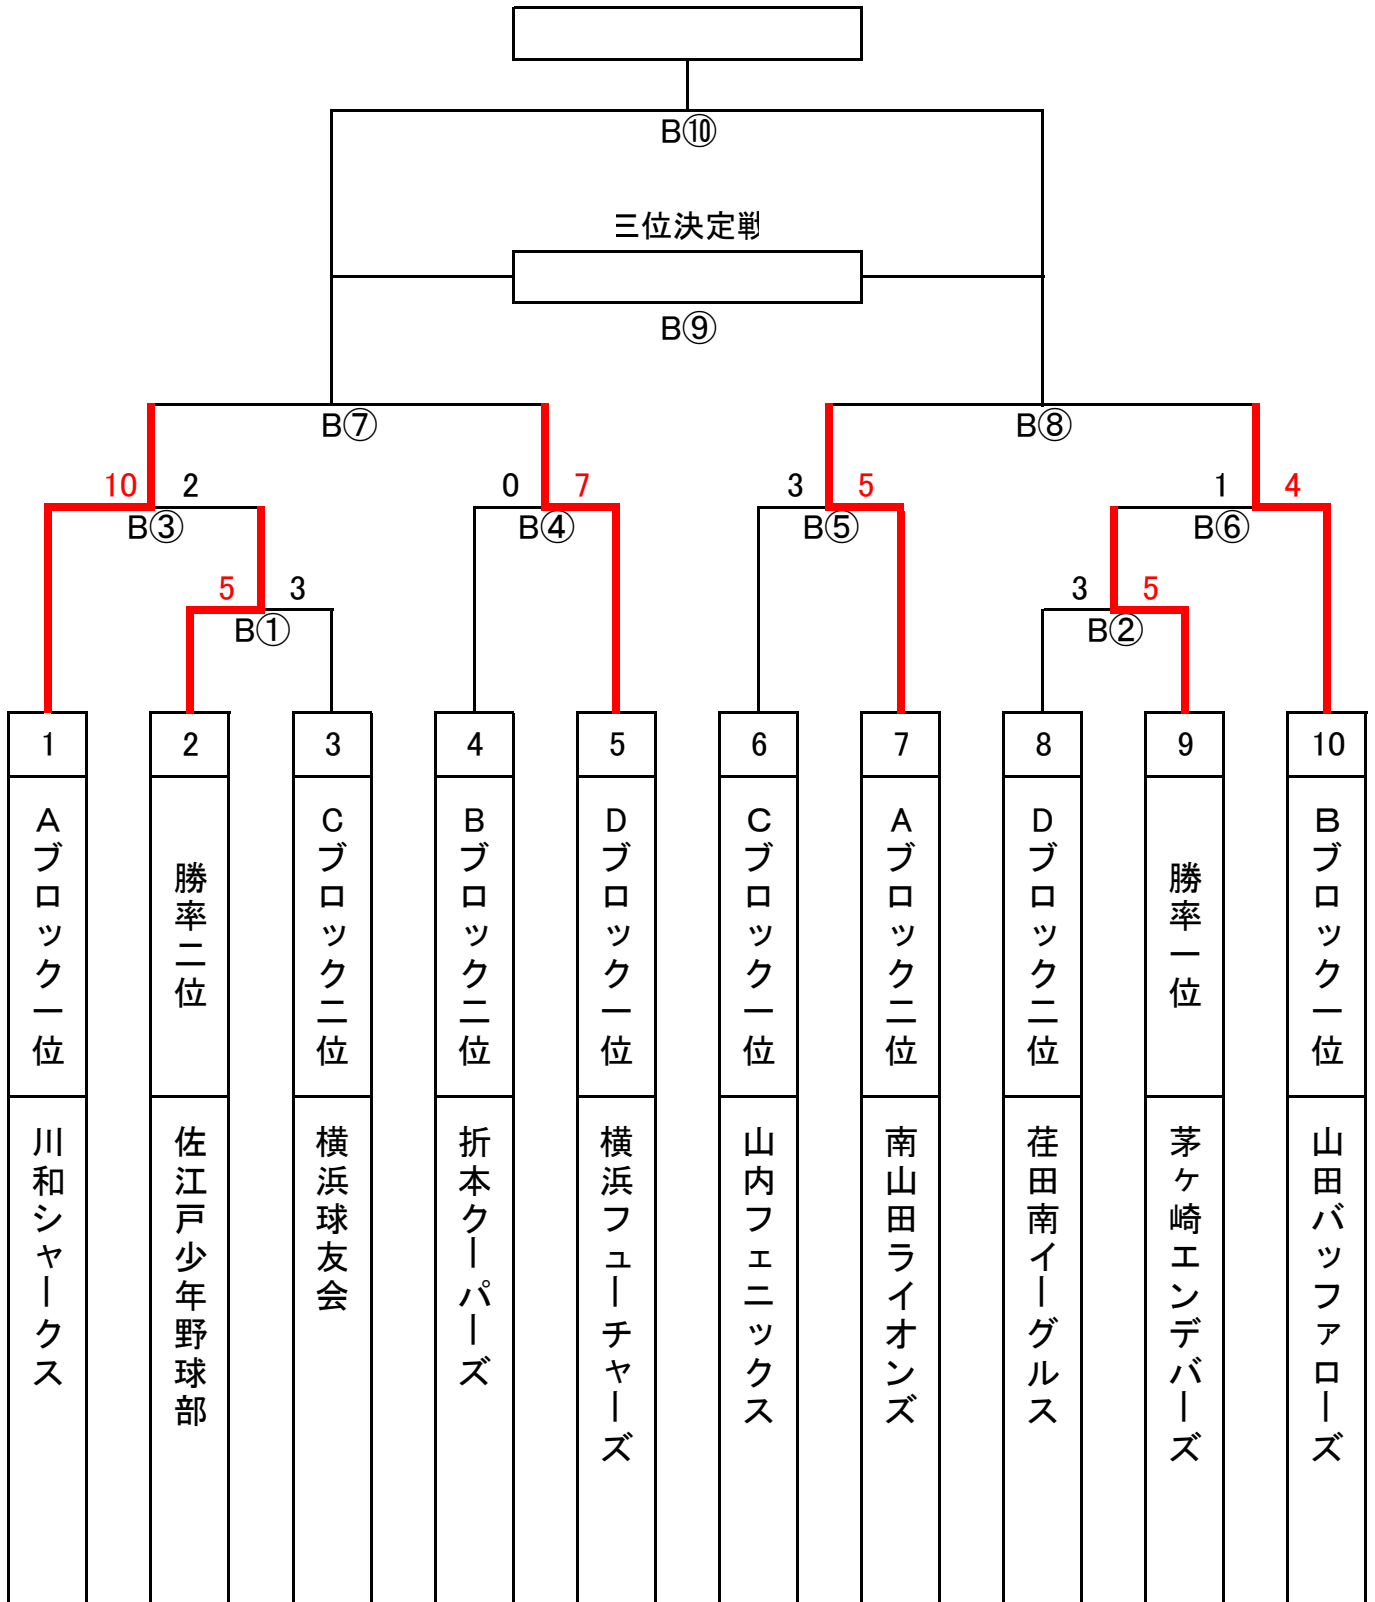 B⑩
三位決定戦
B⑨
B⑦
B⑧
10 2
0 7
3 5
1 4
B③
B④
B⑤
B⑥
5 3
3 5
B①
B②
1
2
3
4
5
6
7
8
9
10
Aブロック一位
勝率二位
Cブロック二位
Bブロック二位
Dブロック一位
Cブロック一位
Aブロック二位
Dブロック二位
勝率一位
Bブロック一位
川和シャークス
佐江戸少年野球部
横浜球友会
折本クーパーズ
横浜フューチャーズ
山内フェニックス
南山田ライオンズ
荏田南イーグルス
茅ヶ崎エンデバーズ
山田バッファローズ